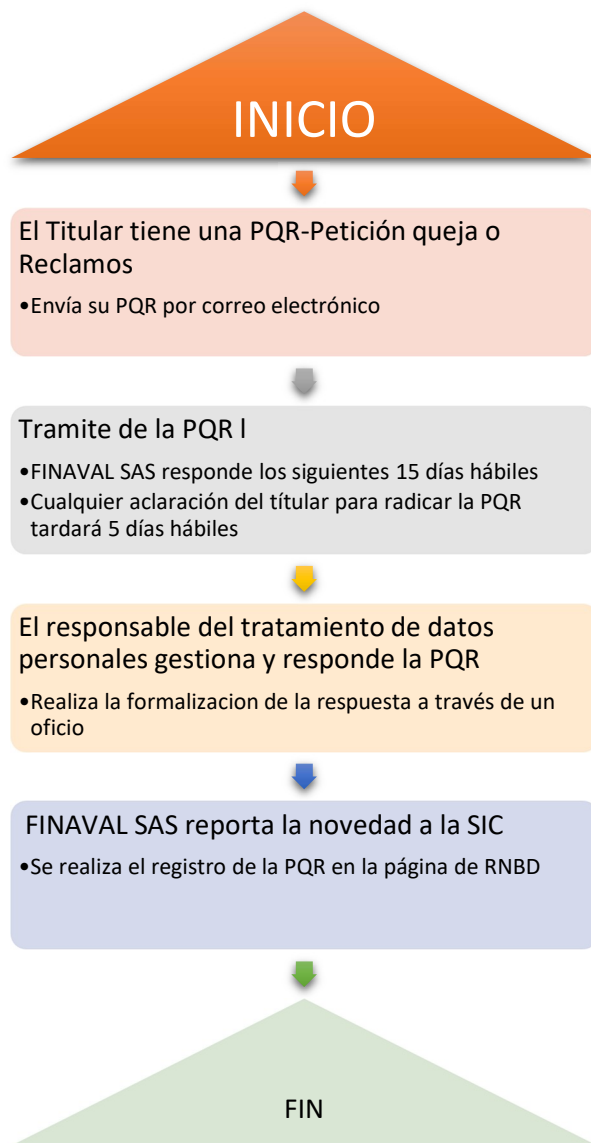 INICIO
El Titular tiene una PQR-Petición queja o
Reclamos
•Envía su PQR por correo electrónico
Tramite de la PQR l
•FINAVAL SAS responde los siguientes 15 días hábiles
•Cualquier aclaración del títular para radicar la PQR
tardará 5 días hábiles
El responsable del tratamiento de datos
personales gestiona y responde la PQR
•Realiza la formalizacion de la respuesta a través de un
oficio
FINAVAL SAS reporta la novedad a la SIC
•Se realiza el registro de la PQR en la página de RNBD
FIN